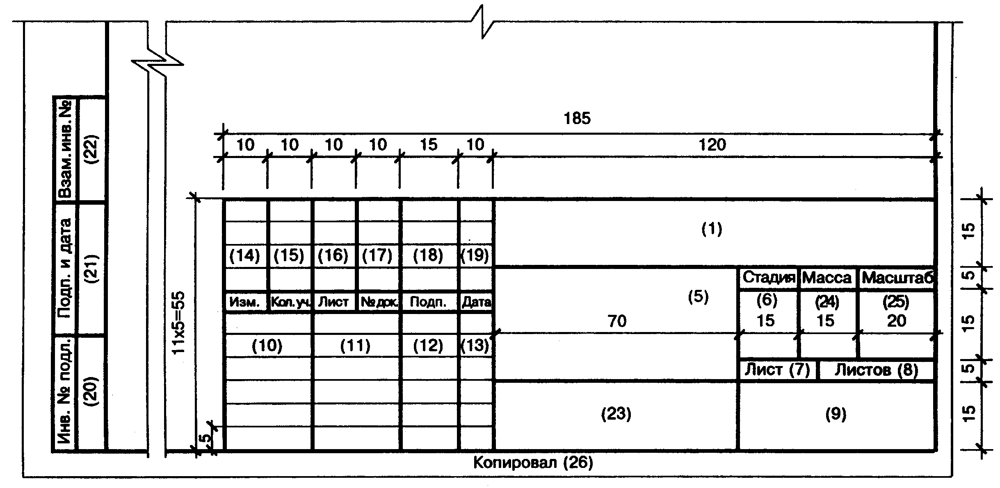 185
10 10 10 10 15 10 120
Взам.инв.№ (22)
Подп. и дата (21)
Инв. № подл. (20)
11x5=55
5
(1)
(14) (15) (16) (17) (18) (19)
Изм. Кол.уч. Лист №док. Подп. Дата
(10) (11) (12) (13)
(5)
70
Стадия Масса Масштаб
(6) (24) (25)
15 15 20
Лист (7) Листов (8)
(23) (9)
15
5
15
5
15
Копировал (26)